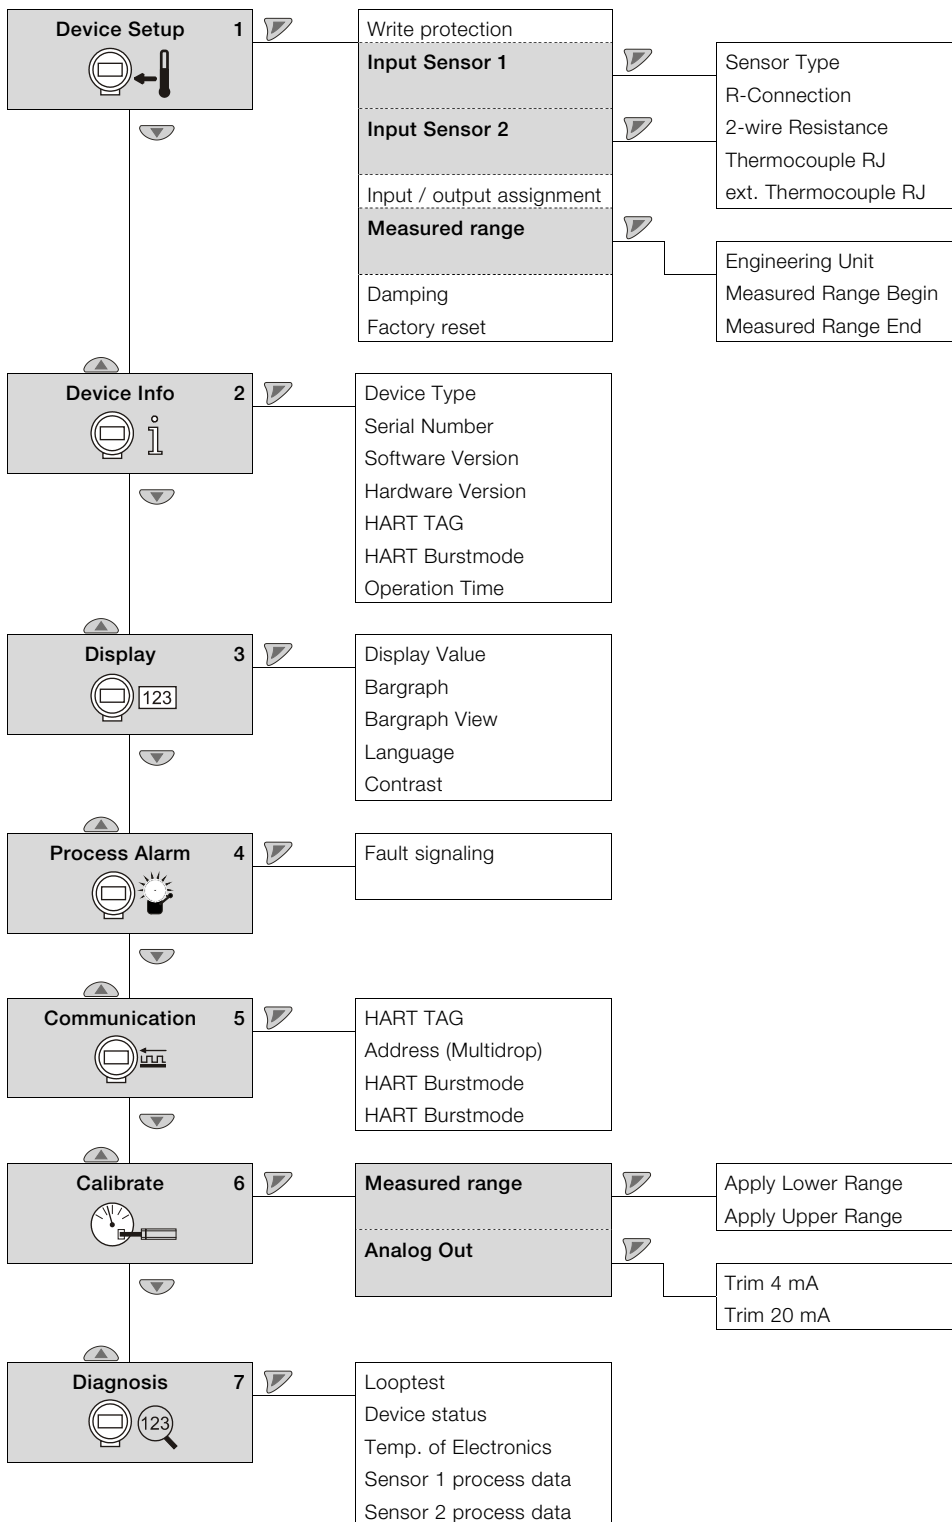 Device Setup 1
Write protection
Input Sensor 1
Input Sensor 2
Input / output assignment
Measured range
Damping
Factory reset
Sensor Type
R-Connection
2-wire Resistance
Thermocouple RJ
ext. Thermocouple RJ
Engineering Unit
Measured Range Begin
Measured Range End
Device Info 2
Device Type
Serial Number
Software Version
Hardware Version
HART TAG
HART Burstmode
Operation Time
Display 3
123
Display Value
Bargraph
Bargraph View
Language
Contrast
Process Alarm 4
Fault signaling
Communication 5
HART TAG
Address (Multidrop)
HART Burstmode
HART Burstmode
Calibrate 6
Measured range
Analog Out
Apply Lower Range
Apply Upper Range
Trim 4 mA
Trim 20 mA
Diagnosis 7
123
Looptest
Device status
Temp. of Electronics
Sensor 1 process data
Sensor 2 process data